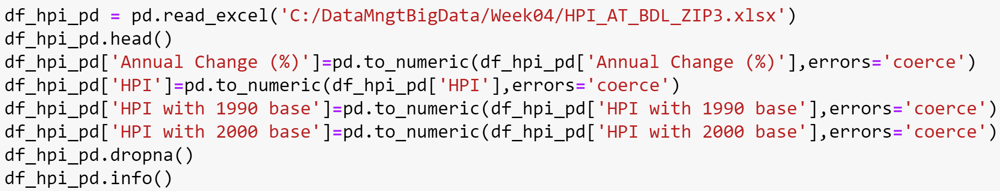 df_hpi_pd = pd.read_excel('C:/DataMngtBigData/Week04/HPI_AT_BDL_ZIP3.xlsx')
df_hpi_pd.head()
df_hpi_pd['Annual Change (%)']=pd.to_numeric(df_hpi_pd['Annual Change (%)'],errors='coerce')
df_hpi_pd['HPI']=pd.to_numeric(df_hpi_pd['HPI'],errors='coerce')
df_hpi_pd['HPI with 1990 base']=pd.to_numeric(df_hpi_pd['HPI with 1990 base'],errors='coerce')
df_hpi_pd['HPI with 2000 base']=pd.to_numeric(df_hpi_pd['HPI with 2000 base'],errors='coerce')
df_hpi_pd.dropna()
df_hpi_pd.info()